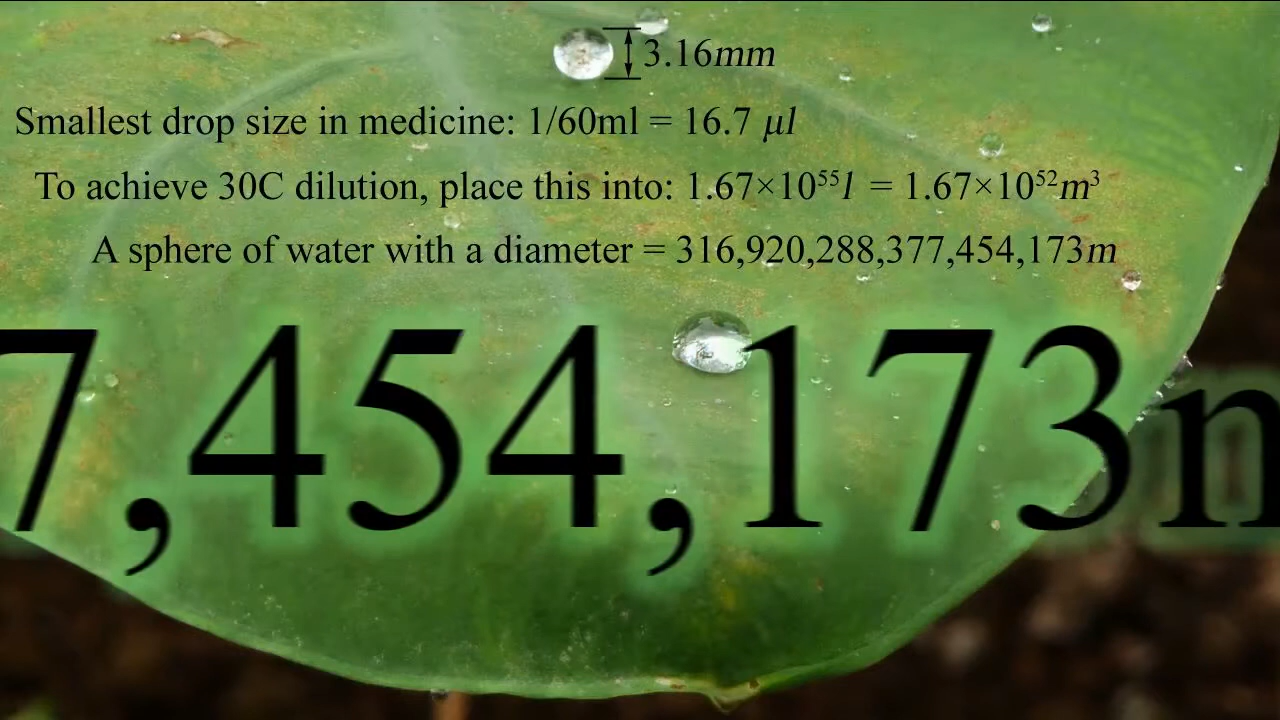 3.16mm
Smallest drop size in medicine: 1/60ml = 16.7 µl
To achieve 30C dilution, place this into: 1.67×10⁵⁵l = 1.67×10⁵²m³
A sphere of water with a diameter = 316,920,288,377,454,173m
7,454,173m